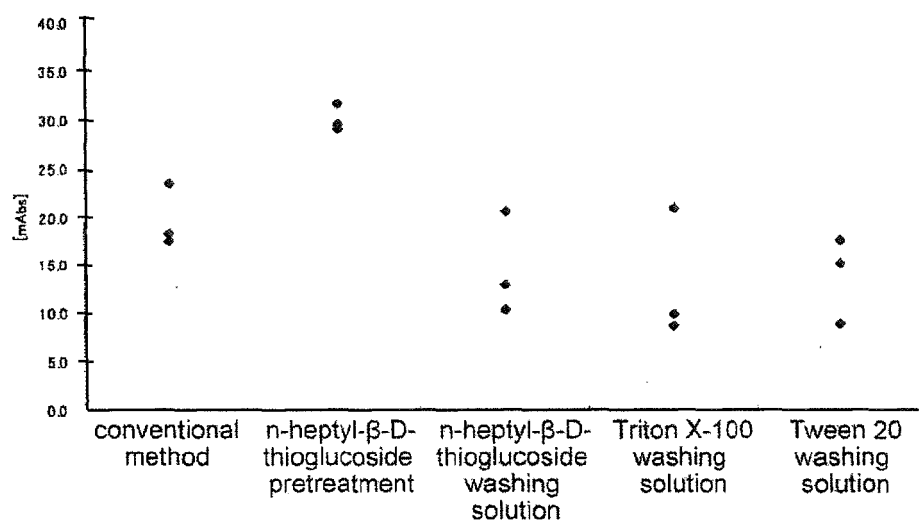 40.0
35.0
30.0
25.0
20.0
15.0
10.0
5.0
0.0
[mAbs]
conventional
method
n-heptyl-β-D-
thioglucoside
pretreatment
n-heptyl-β-D-
thioglucoside
washing
solution
Triton X-100
washing
solution
Tween 20
washing
solution